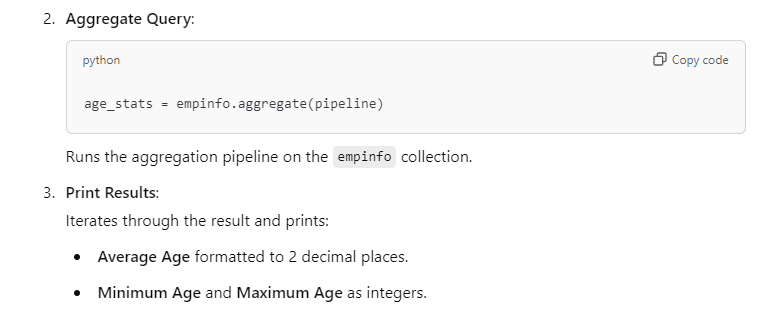 2. Aggregate Query:
python
Copy code
age_stats = empinfo.aggregate(pipeline)
Runs the aggregation pipeline on the empinfo collection.
3. Print Results:
Iterates through the result and prints:
• Average Age formatted to 2 decimal places.
• Minimum Age and Maximum Age as integers.